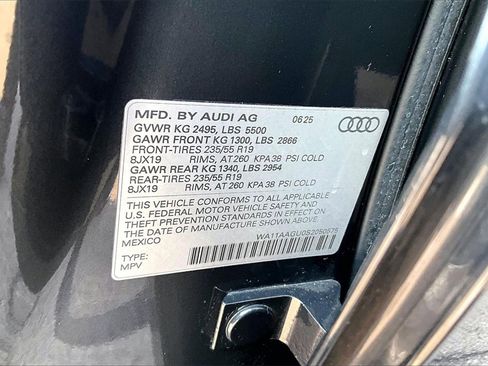 MFD. BY AUDI AG 06 25
GVWR KG 2495, LBS 5500
GAWR FRONT KG 1300, LBS 2866
FRONT-TIRES 235/55 R19
8JX19 RIMS, AT 260 KPA 38 PSI COLD
GAWR REAR KG 1340, LBS 2954
REAR-TIRES 235/55 R19
8JX19 RIMS, AT 260 KPA 38 PSI COLD
THIS VEHICLE CONFORMS TO ALL APPLICABLE
U.S. FEDERAL MOTOR VEHICLE SAFETY AND
THEFT PREVENTION STANDARDS IN EFFECT ON
THE DATE OF MANUFACTURE SHOWN ABOVE.
MEXICO
WA11AAGU0S2050575
TYPE:
MPV